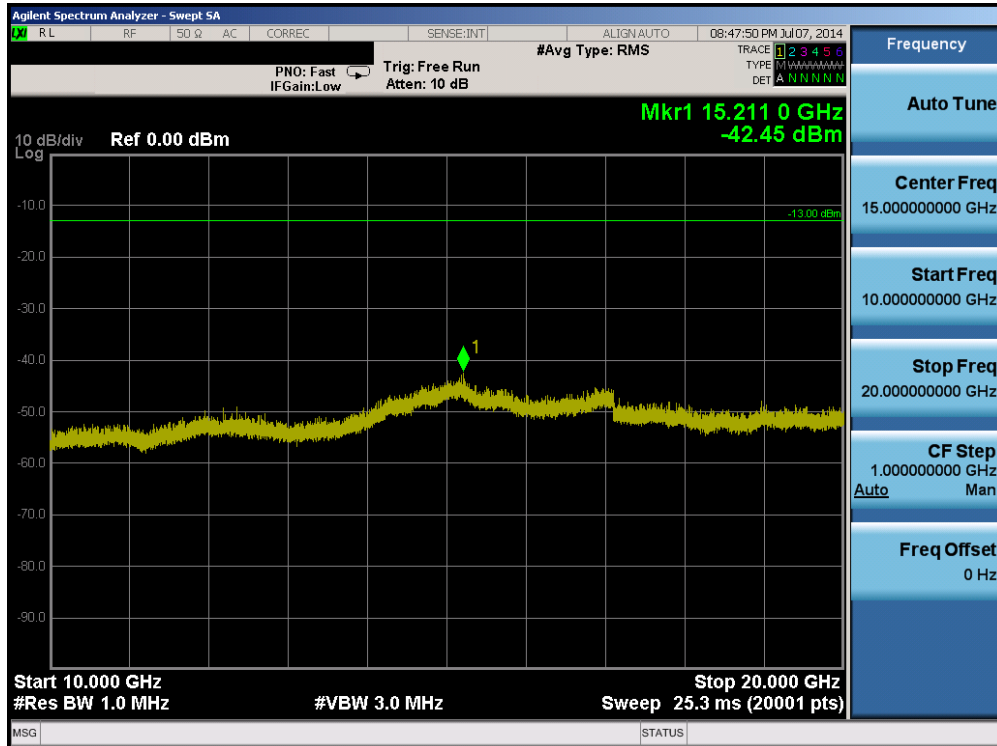 Agilent Spectrum Analyzer - Swept SA
LXI RL RF 50 Ω AC CORREC SENSE:INT ALIGN AUTO 08:47:50 PM Jul 07, 2014
#Avg Type: RMS TRACE 1 2 3 4 5 6
PNO: Fast Trig: Free Run TYPE M WWWWW
IFGain:Low Atten: 10 dB DET A N N N N N
Mkr1 15.211 0 GHz
-42.45 dBm
10 dB/div Ref 0.00 dBm
Log
-10.0
-13.00 dBm
-20.0
-30.0
1
-40.0
-50.0
-60.0
-70.0
-80.0
-90.0
Start 10.000 GHz Stop 20.000 GHz
#Res BW 1.0 MHz #VBW 3.0 MHz Sweep 25.3 ms (20001 pts)
MSG STATUS
Frequency
Auto Tune
Center Freq
15.000000000 GHz
Start Freq
10.000000000 GHz
Stop Freq
20.000000000 GHz
CF Step
1.000000000 GHz
Auto Man
Freq Offset
0 Hz